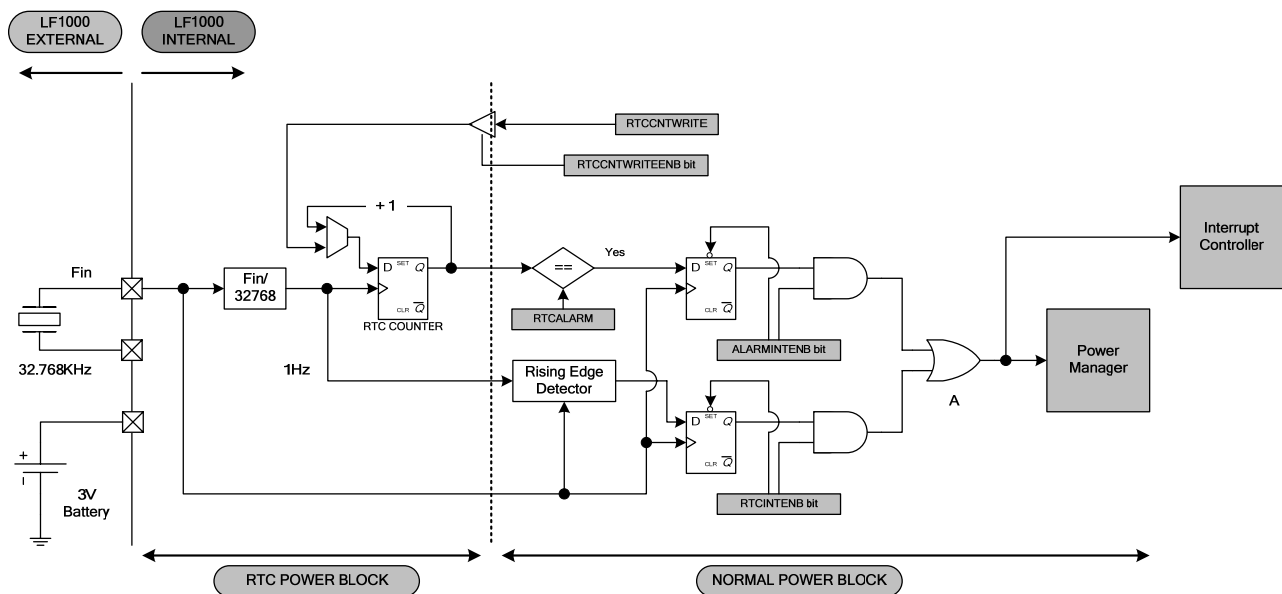 LF1000
EXTERNAL
LF1000
INTERNAL
RTCCNTWRITE
RTCCNTWRITEENB bit
+ 1
Interrupt
Controller
Fin
Fin/
32768
D SET Q
CLR Q
RTC COUNTER
==
Yes
RTCALARM
D SET Q
CLR Q
ALARMINTENB bit
32.768KHz
1Hz
Rising Edge
Detector
D SET Q
CLR Q
A
Power
Manager
RTCINTENB bit
+
–
3V
Battery
RTC POWER BLOCK
NORMAL POWER BLOCK